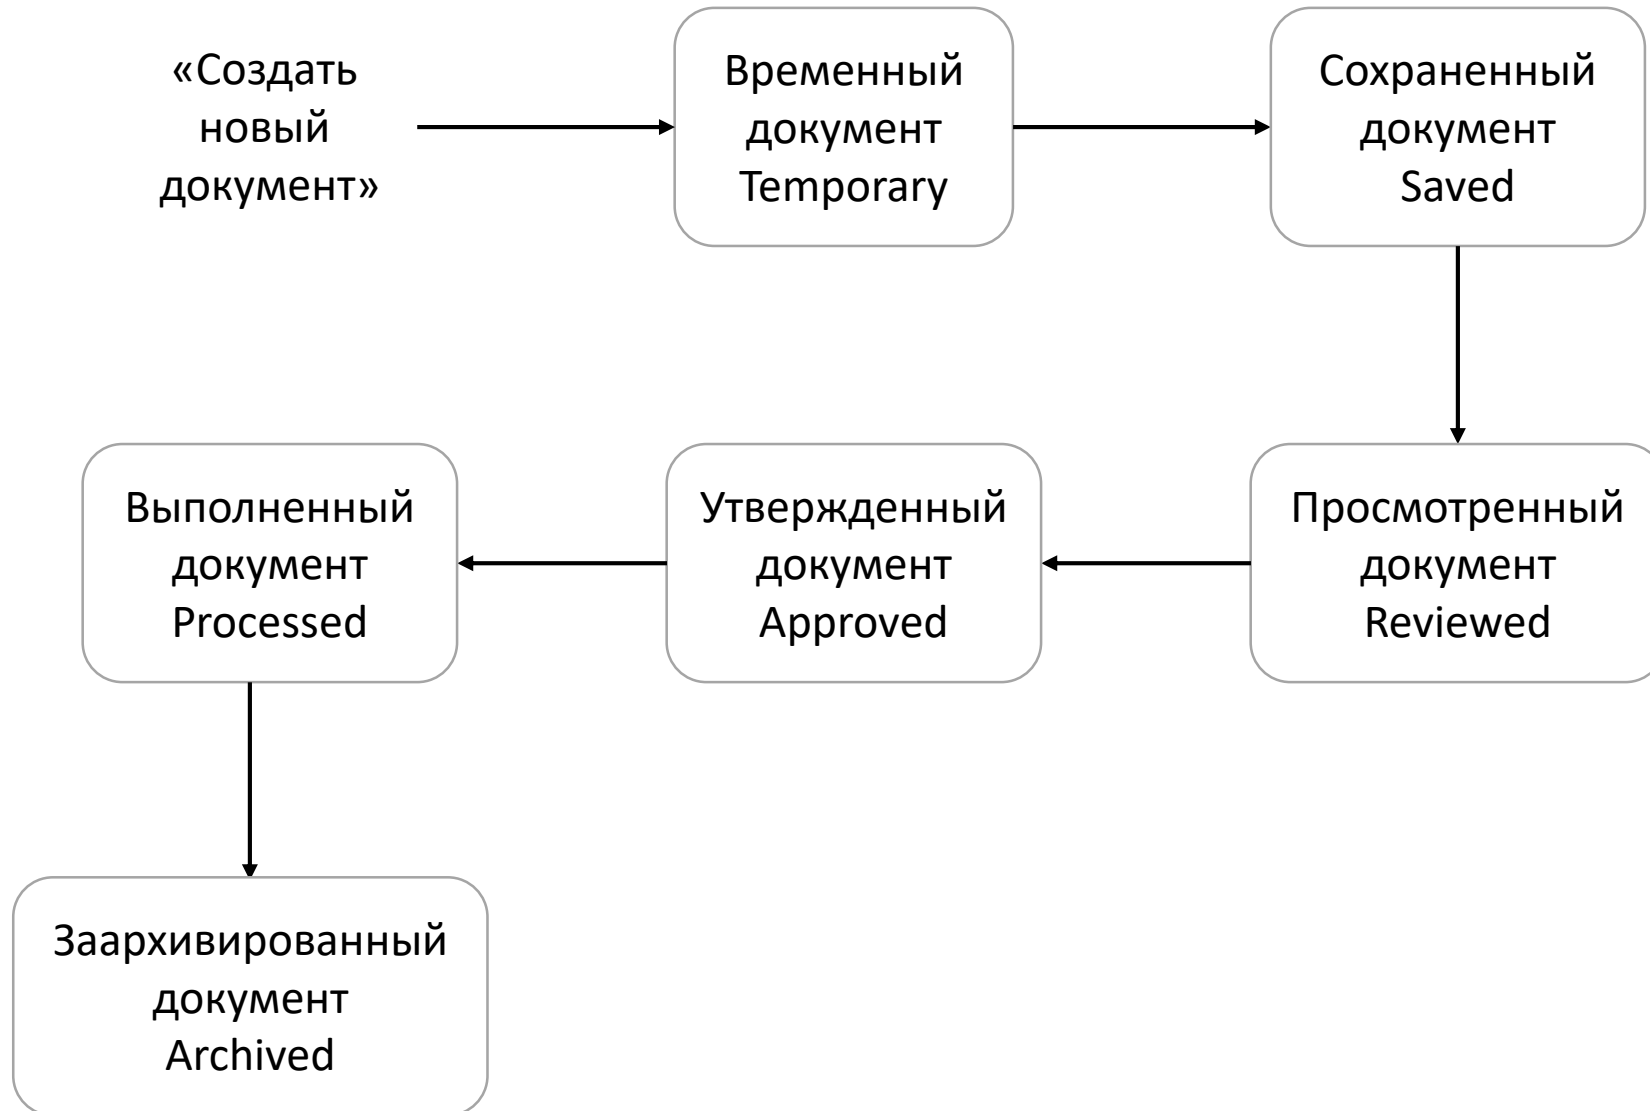 «Создать
новый
документ»
Временный
документ
Temporary
Сохраненный
документ
Saved
Выполненный
документ
Processed
Утвержденный
документ
Approved
Просмотренный
документ
Reviewed
Заархивированный
документ
Archived